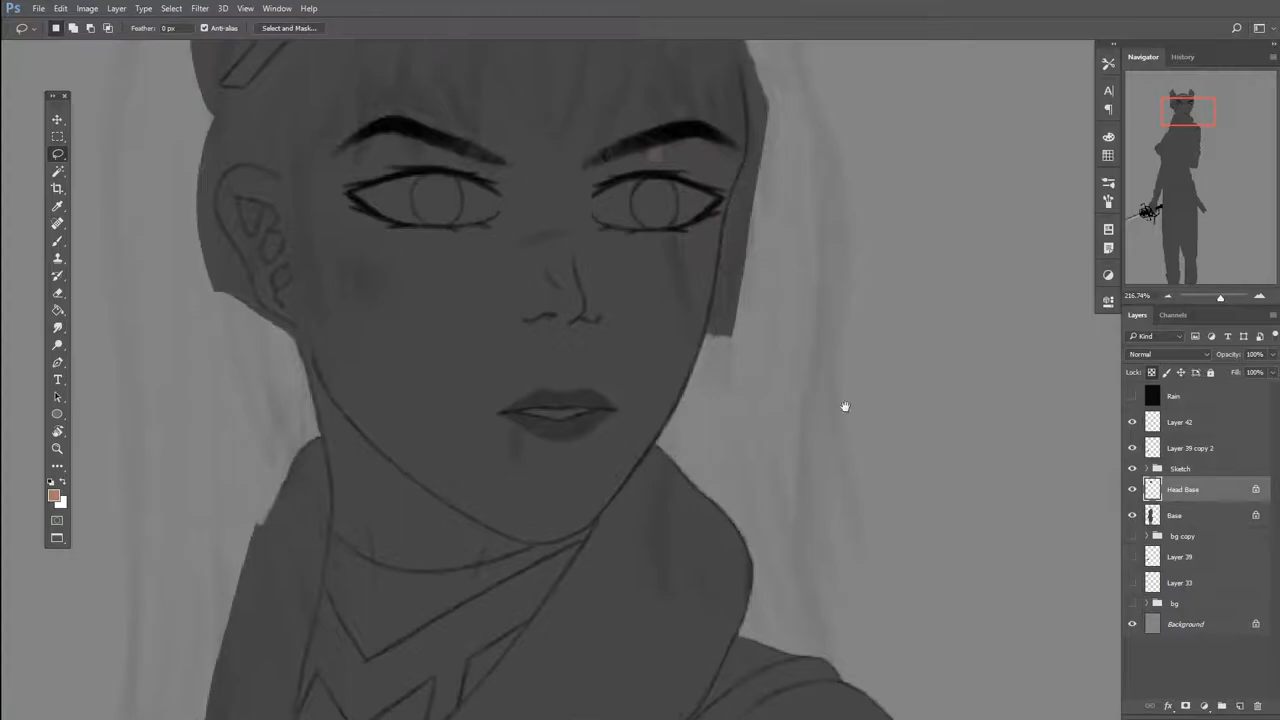 Ps File Edit Image Layer Type Select Filter 3D View Window Help
Feather: 0 px Anti-alias Select and Mask...
Navigator History
216.74%
Layers Channels
Kind
Normal Opacity: 100%
Lock: Fill: 100%
Rain
Layer 42
Layer 39 copy 2
Sketch
Head Base
Base
bg copy
Layer 39
Layer 33
bg
Background